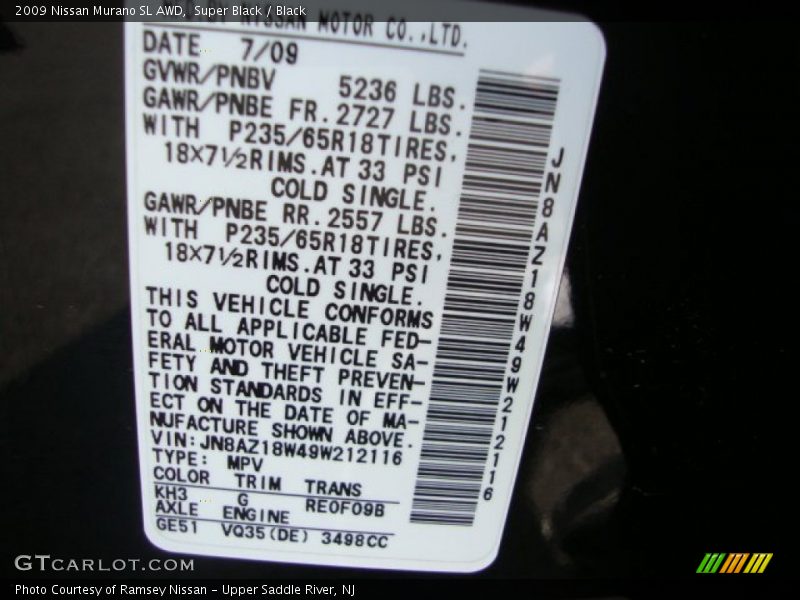 2009 Nissan Murano SL AWD, Super Black / Black
NISSAN MOTOR CO.,LTD.
DATE 7/09
GVWR/PNBV 5236 LBS.
GAWR/PNBE FR. 2727 LBS.
WITH P235/65R18TIRES,
18X7½RIMS. AT 33 PSI
COLD SINGLE.
GAWR/PNBE RR. 2557 LBS.
WITH P235/65R18TIRES,
18X7½RIMS. AT 33 PSI
COLD SINGLE.
THIS VEHICLE CONFORMS
TO ALL APPLICABLE FED-
ERAL MOTOR VEHICLE SA-
FETY AND THEFT PREVEN-
TION STANDARDS IN EFF-
ECT ON THE DATE OF MA-
NUFACTURE SHOWN ABOVE.
VIN:JN8AZ18W49W212116
TYPE: MPV
COLOR TRIM TRANS
KH3 G RE0F09B
AXLE ENGINE
GE51 VQ35(DE) 3498CC
JN8AZ18W49W212116
GTCARLOT.COM
Photo Courtesy of Ramsey Nissan - Upper Saddle River, NJ